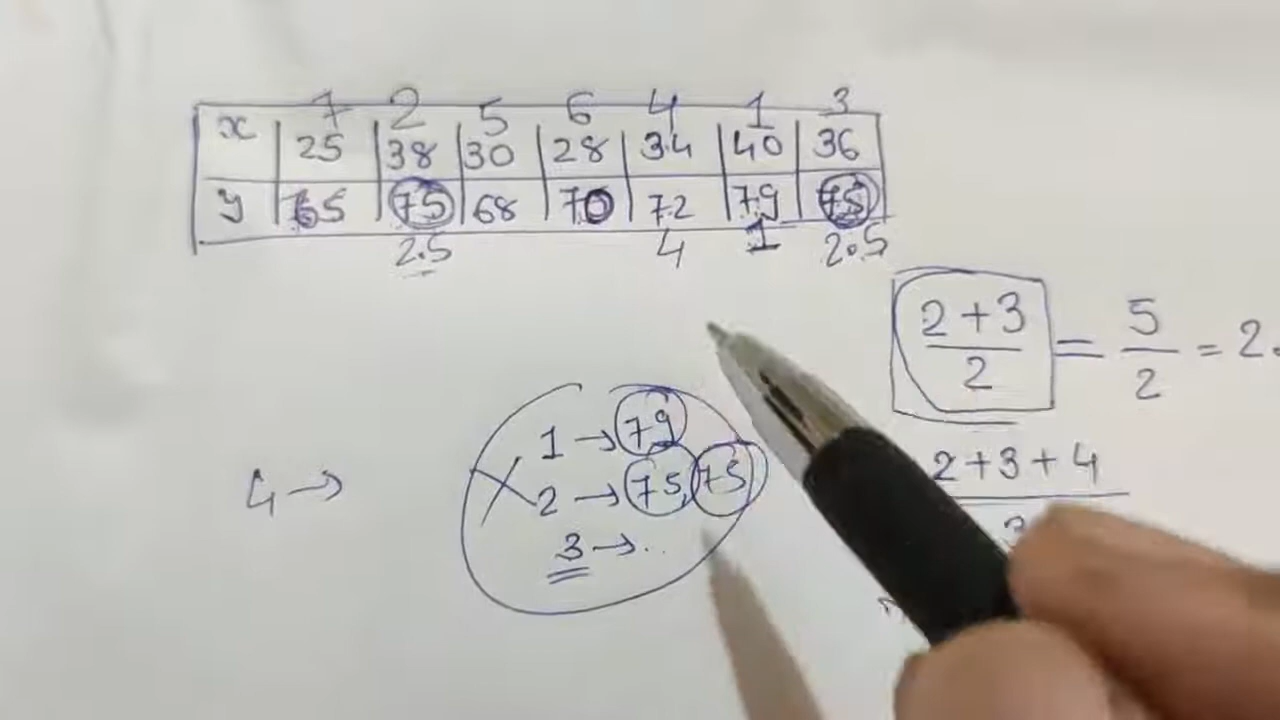 7 2 5 6 4 1 3
x 25 38 30 28 34 40 36
y 65 75 68 70 72 79 75
2.5 4 1 2.5
2+3
2
= 5
2
= 2.
1 → 79
2 → 75, 75
3 → ..
4 →
2+3+4